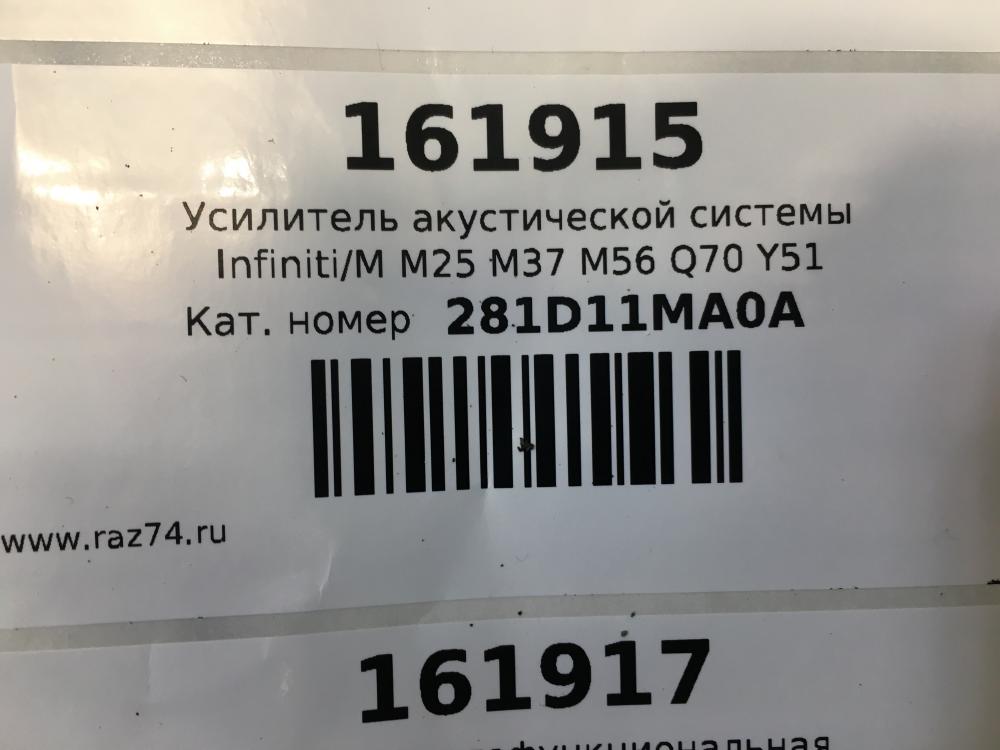 161915
Усилитель акустической системы
Infiniti/M M25 M37 M56 Q70 Y51
Кат. номер 281D11MA0A
www.raz74.ru
161917